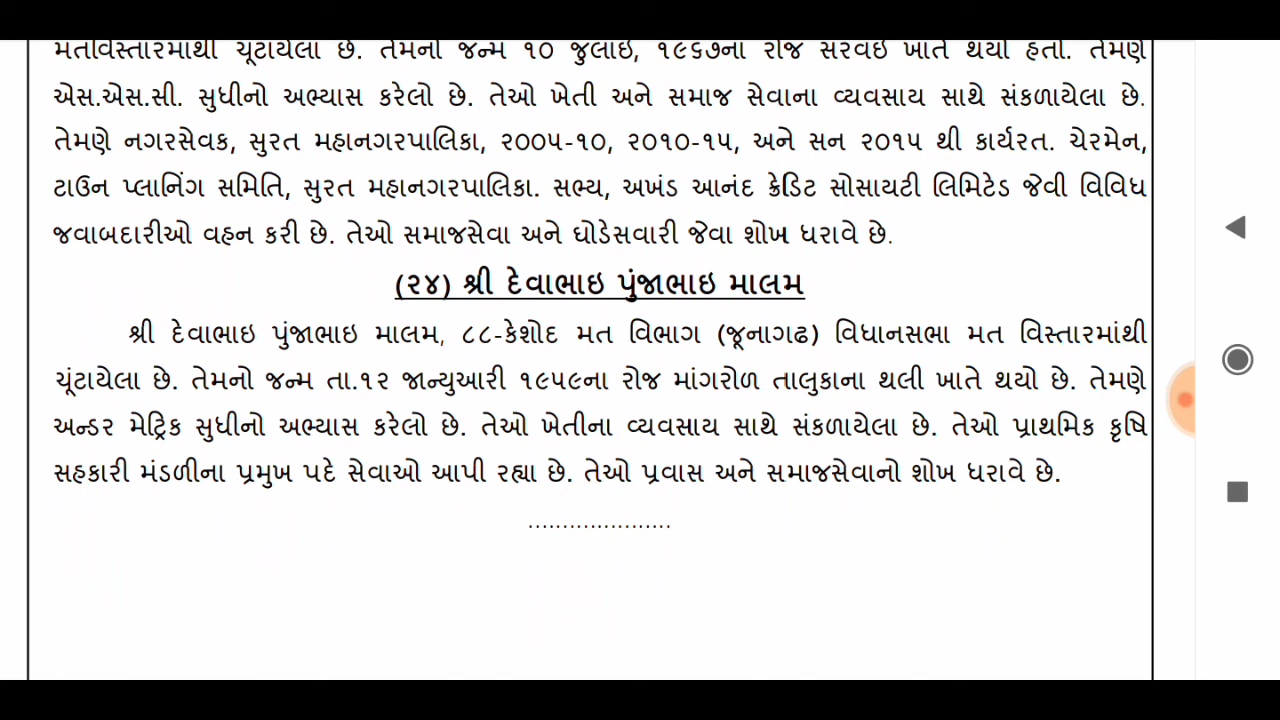 મતવિસ્તારમાંથી ચૂંટાયેલા છે. તેમનો જન્મ ૧૦ જુલાઇ, ૧૯૬૭ના રોજ સરવઇ ખાતે થયો હતો. તેમણે
એસ.એસ.સી. સુધીનો અભ્યાસ કરેલો છે. તેઓ ખેતી અને સમાજ સેવાના વ્યવસાય સાથે સંકળાયેલા છે.
તેમણે નગરસેવક, સુરત મહાનગરપાલિકા, ૨૦૦૫-૧૦, ૨૦૧૦-૧૫, અને સન ૨૦૧૫ થી કાર્યરત. ચેરમેન,
ટાઉન પ્લાનિંગ સમિતિ, સુરત મહાનગરપાલિકા. સભ્ય, અખંડ આનંદ ક્રેડિટ સોસાયટી લિમિટેડ જેવી વિવિધ
જવાબદારીઓ વહન કરી છે. તેઓ સમાજસેવા અને ઘોડેસવારી જેવા શોખ ધરાવે છે.
(૨૪) શ્રી દેવાભાઇ પુંજાભાઇ માલમ
શ્રી દેવાભાઇ પુંજાભાઇ માલમ, ૮૮-કેશોદ મત વિભાગ (જૂનાગઢ) વિધાનસભા મત વિસ્તારમાંથી
ચૂંટાયેલા છે. તેમનો જન્મ તા.૧૨ જાન્યુઆરી ૧૯૫૯ના રોજ માંગરોળ તાલુકાના થલી ખાતે થયો છે. તેમણે
અન્ડર મેટ્રિક સુધીનો અભ્યાસ કરેલો છે. તેઓ ખેતીના વ્યવસાય સાથે સંકળાયેલા છે. તેઓ પ્રાથમિક કૃષિ
સહકારી મંડળીના પ્રમુખ પદે સેવાઓ આપી રહ્યા છે. તેઓ પ્રવાસ અને સમાજસેવાનો શોખ ધરાવે છે.
.....................